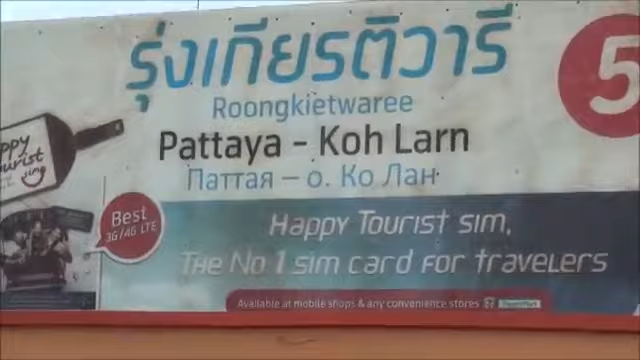 รุ่งเกียรติวารี
Roongkietwaree
Pattaya - Koh Larn
Паттая – о. Ко Лан
5
Best
3G/4G LTE
Happy Tourist sim,
The No 1 sim card for travelers
Available at mobile shops & any convenience stores